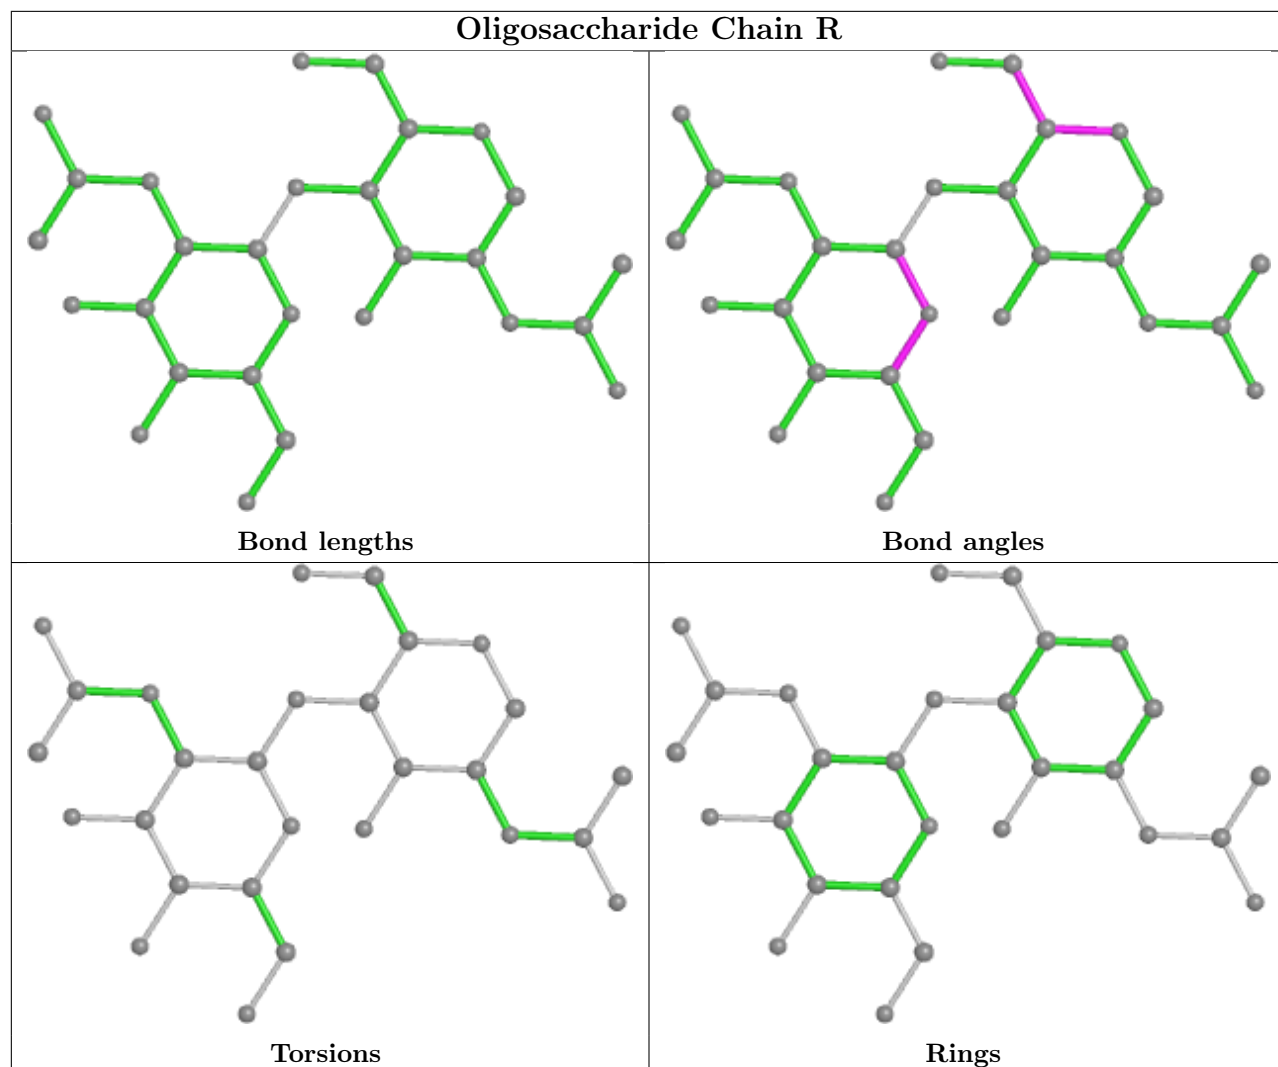 Oligosaccharide Chain R
Bond lengths
Bond angles
Torsions
Rings